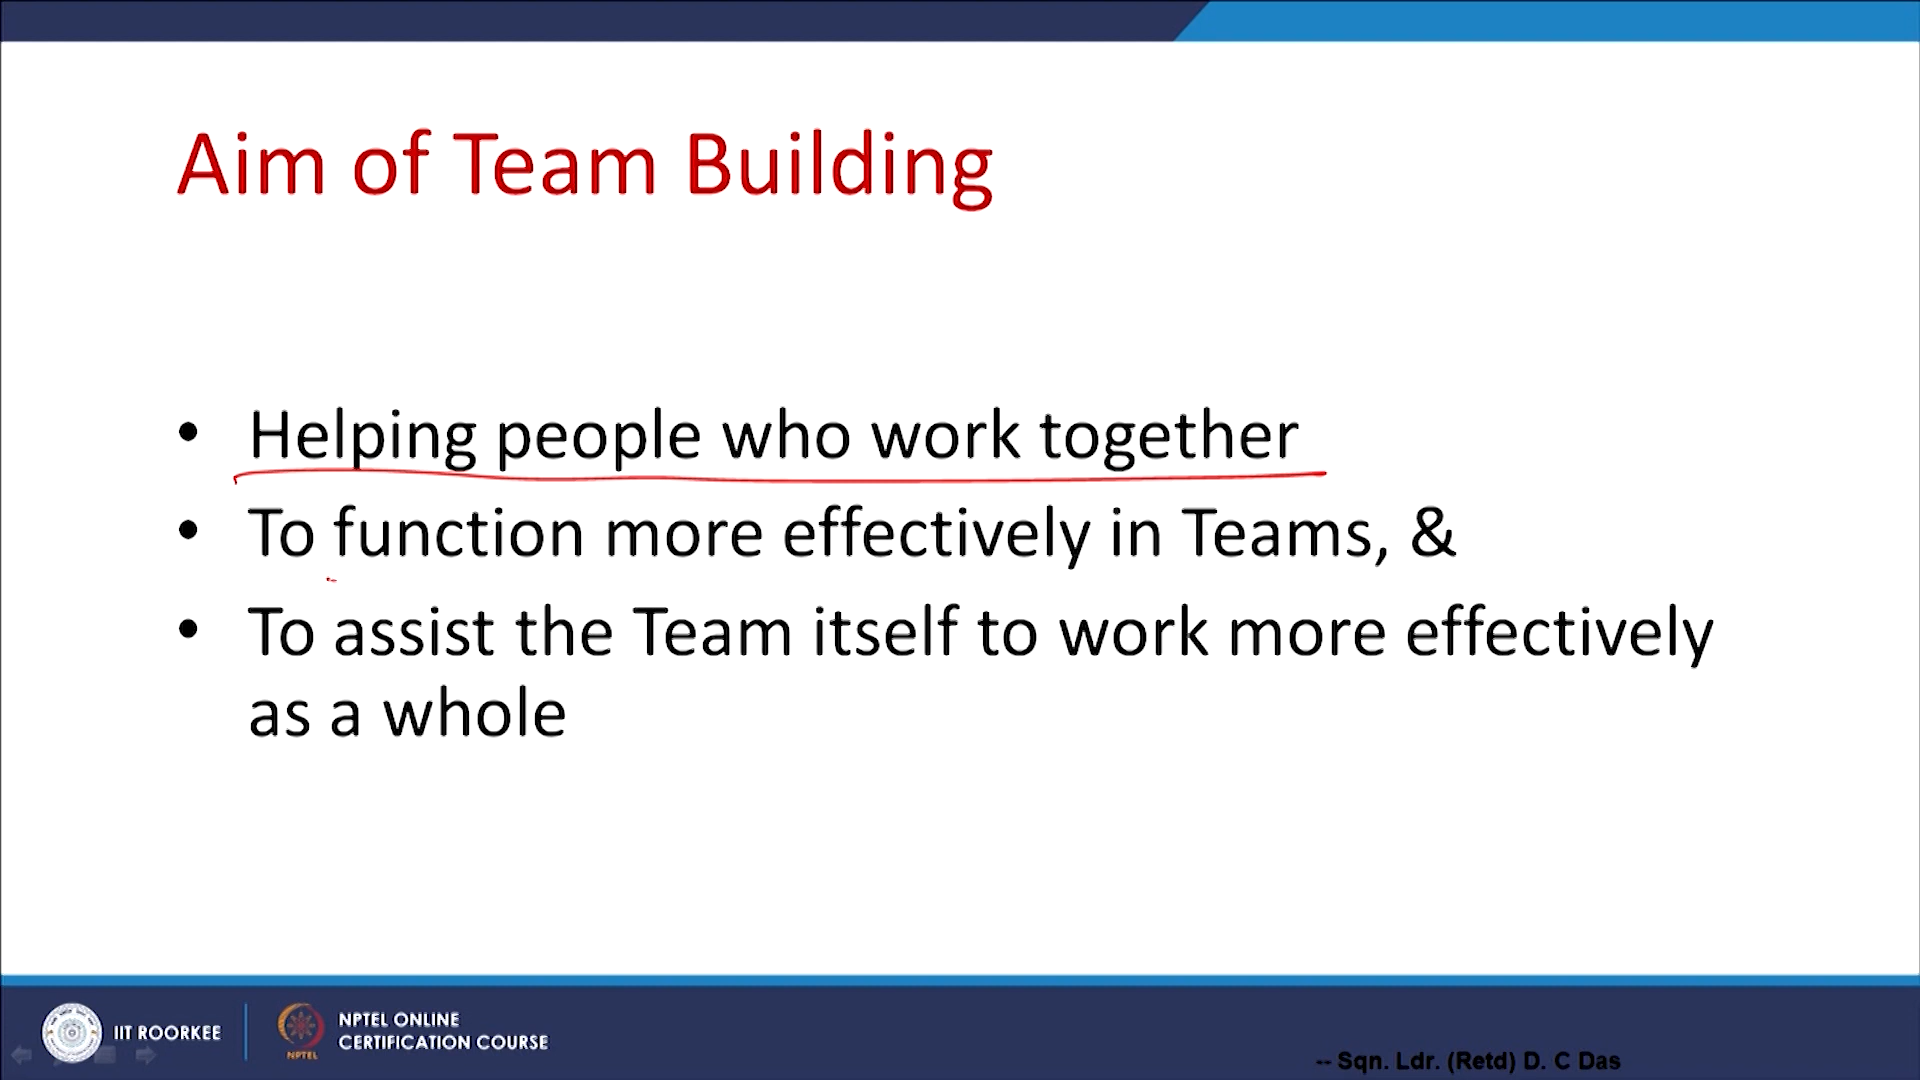 Aim of Team Building
• Helping people who work together
• To function more effectively in Teams, &
• To assist the Team itself to work more effectively
as a whole
IIT ROORKEE
NPTEL
NPTEL ONLINE
CERTIFICATION COURSE
-- Sqn. Ldr. (Retd) D. C Das